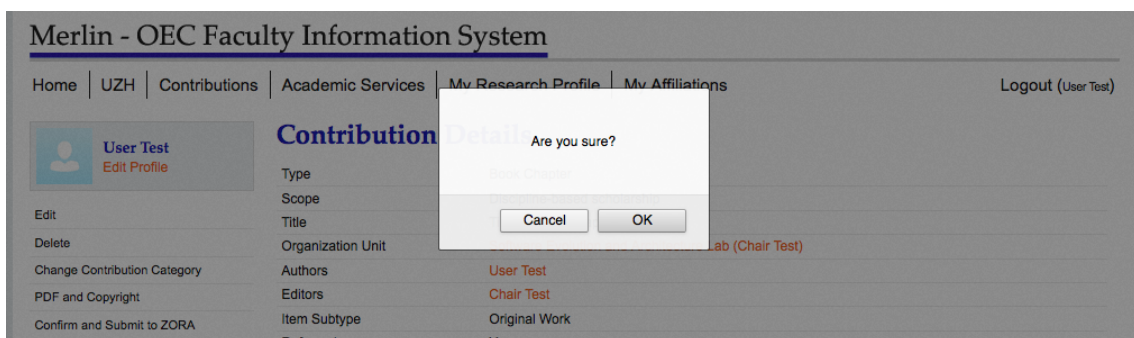 Merlin - OEC Faculty Information System
Home UZH Contributions Academic Services My Research Profile My Affiliations Logout (User Test)
User Test
Edit Profile
Edit
Delete
Change Contribution Category
PDF and Copyright
Confirm and Submit to ZORA
Contribution Details
Are you sure?
Cancel OK
Type Book Chapter
Scope
Title
Organization Unit Lab (Chair Test)
Authors User Test
Editors Chair Test
Item Subtype Original Work